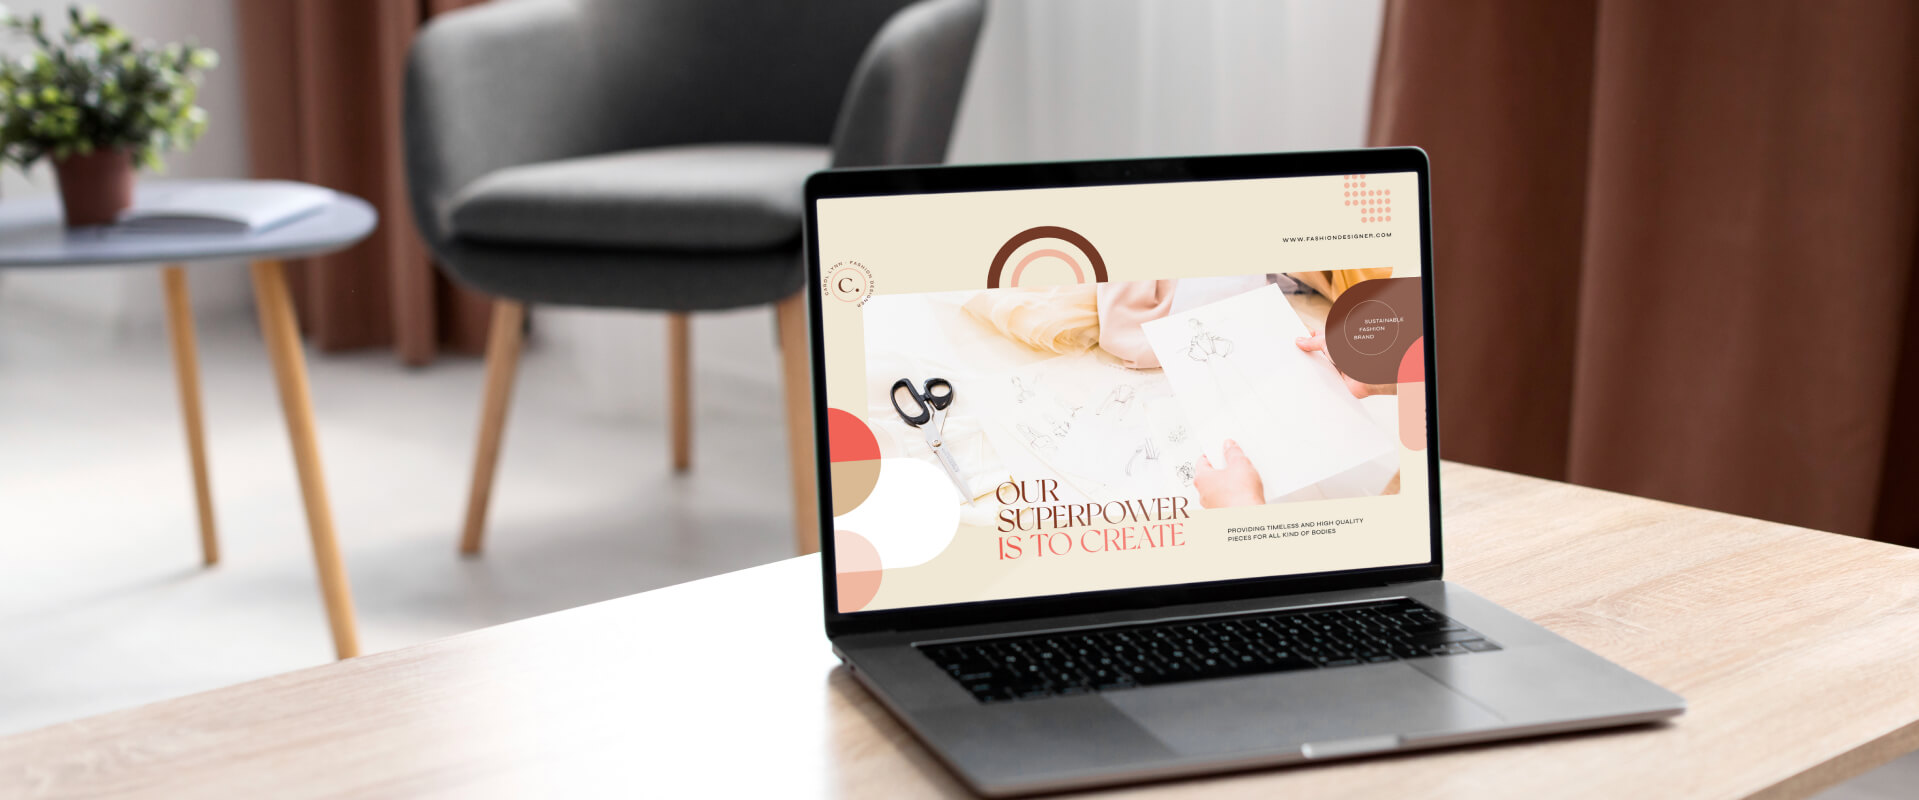 WWW.FASHIONDESIGNER.COM
CAROL LYNN - FASHION DESIGNER
C.
SUSTAINABLE
FASHION
BRAND
OUR
SUPERPOWER
IS TO CREATE
PROVIDING TIMELESS AND HIGH QUALITY
PIECES FOR ALL KIND OF BODIES